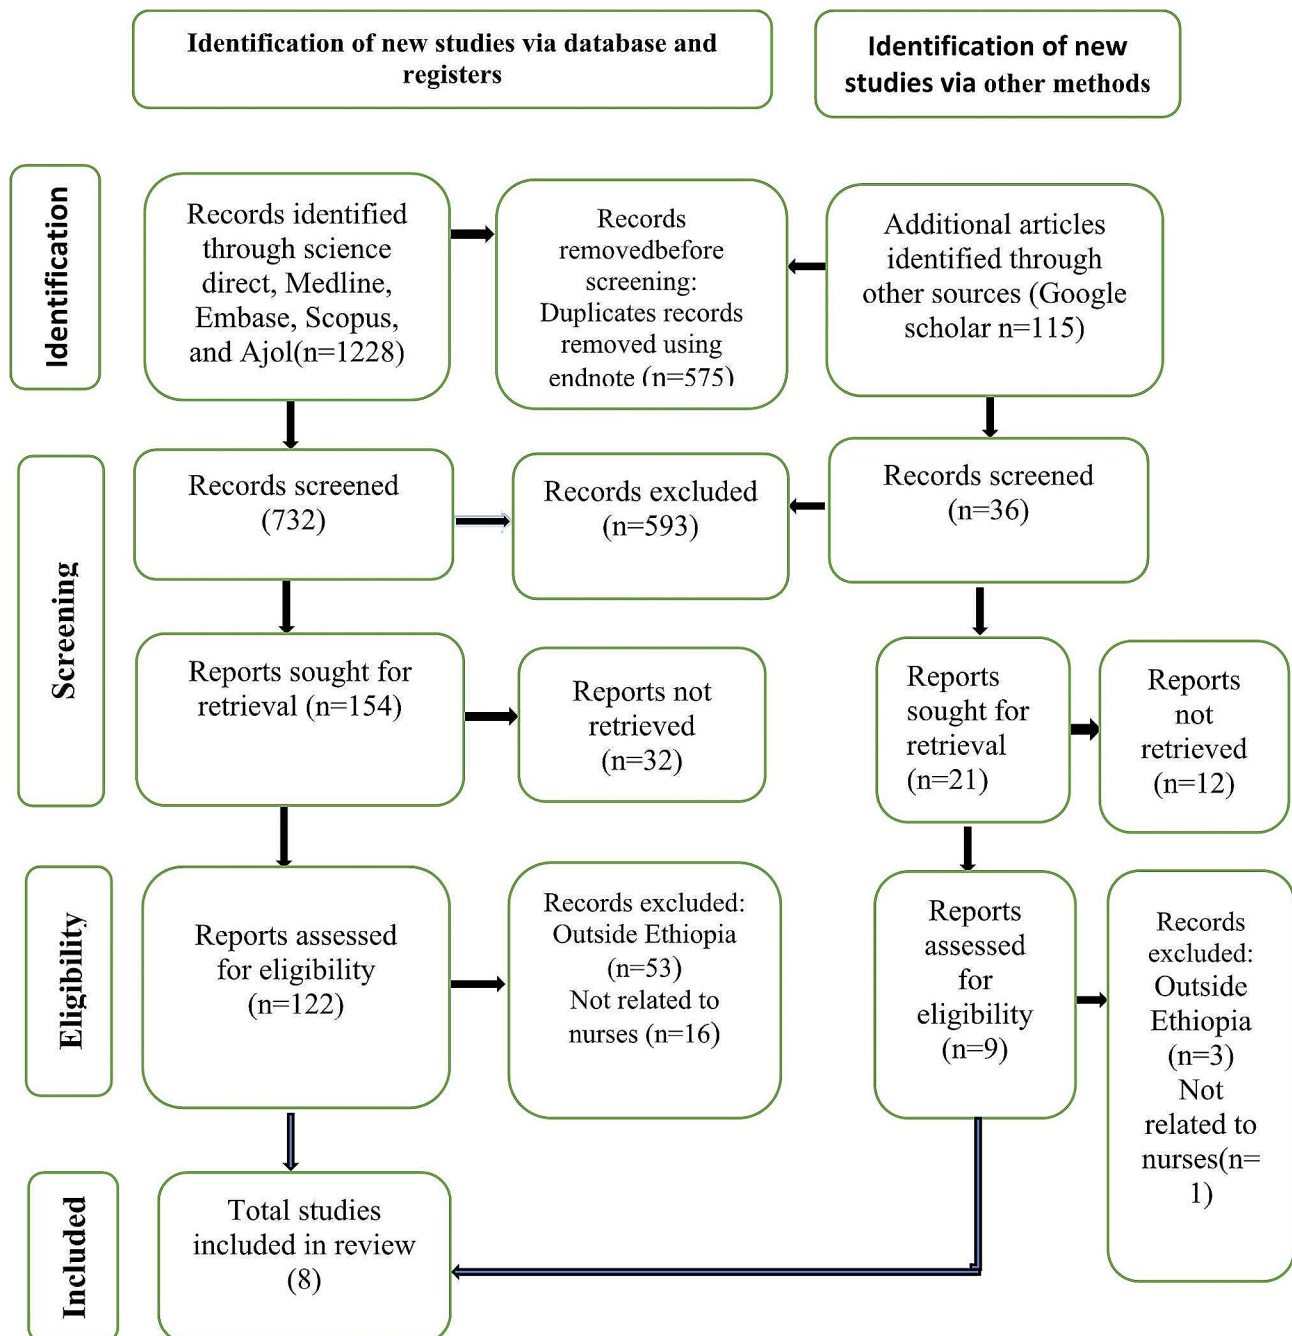 Identification of new studies via database and
registers
Identification of new
studies via other methods
Identification
Records identified
through science
direct, Medline,
Embase, Scopus,
and Ajol(n=1228)
Records
removedbefore
screening:
Duplicates records
removed using
endnote (n=575)
Additional articles
identified through
other sources (Google
scholar n=115)
Screening
Records screened
(732)
Records excluded
(n=593)
Records screened
(n=36)
Reports sought for
retrieval (n=154)
Reports not
retrieved
(n=32)
Reports
sought for
retrieval
(n=21)
Reports
not
retrieved
(n=12)
Eligibility
Reports assessed
for eligibility
(n=122)
Records excluded:
Outside Ethiopia
(n=53)
Not related to
nurses (n=16)
Reports
assessed
for
eligibility
(n=9)
Records
excluded:
Outside
Ethiopia
(n=3)
Not
related to
nurses(n=
1)
Included
Total studies
included in review
(8)